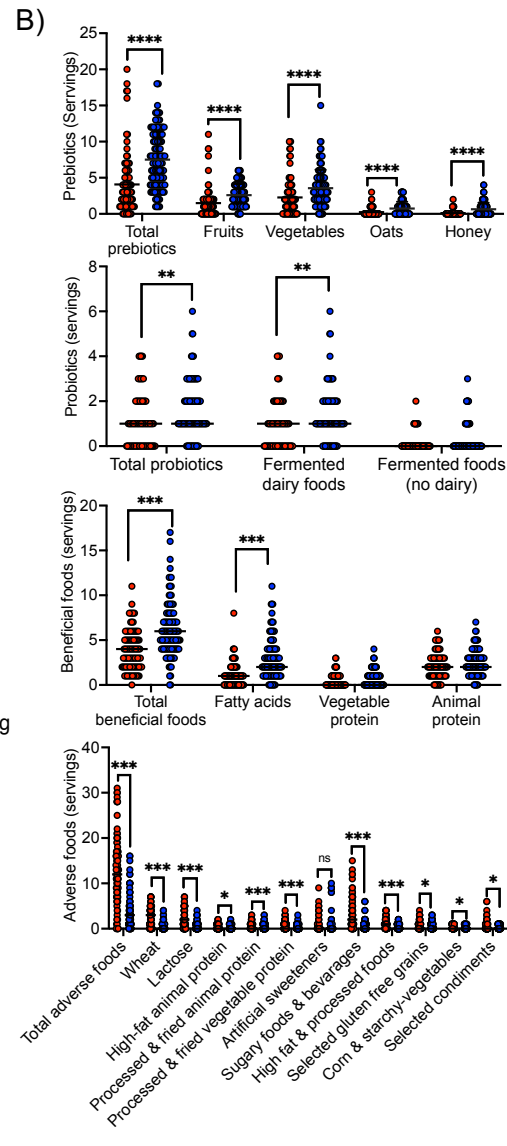 B)
Prebiotics (Serrvings)
25
20
15
10
5
0
****
****
****
****
****
Total
prebiotics
Fruits
Vegetables
Oats
Honey
Probiotics (servings)
8
6
4
2
0
**
**
Total probiotics
Fermented
dairy foods
Fermented foods
(no dairy)
Beneficial foods (servings)
20
15
10
5
0
***
***
Total
beneficial foods
Fatty acids
Vegetable
protein
Animal
protein
g
Adverse foods (servings)
40
30
20
10
0
***
***
***
*
***
***
ns
***
***
*
*
*
Total adverse foods
Wheat
Lactose
High-fat animal protein
Processed & fried animal protein
Processed & fried vegetable protein
Artificial sweeteners
Sugary foods & bevarages
High fat & processed foods
Selected gluten free grains
Corn & starchy-vegetables
Selected condiments